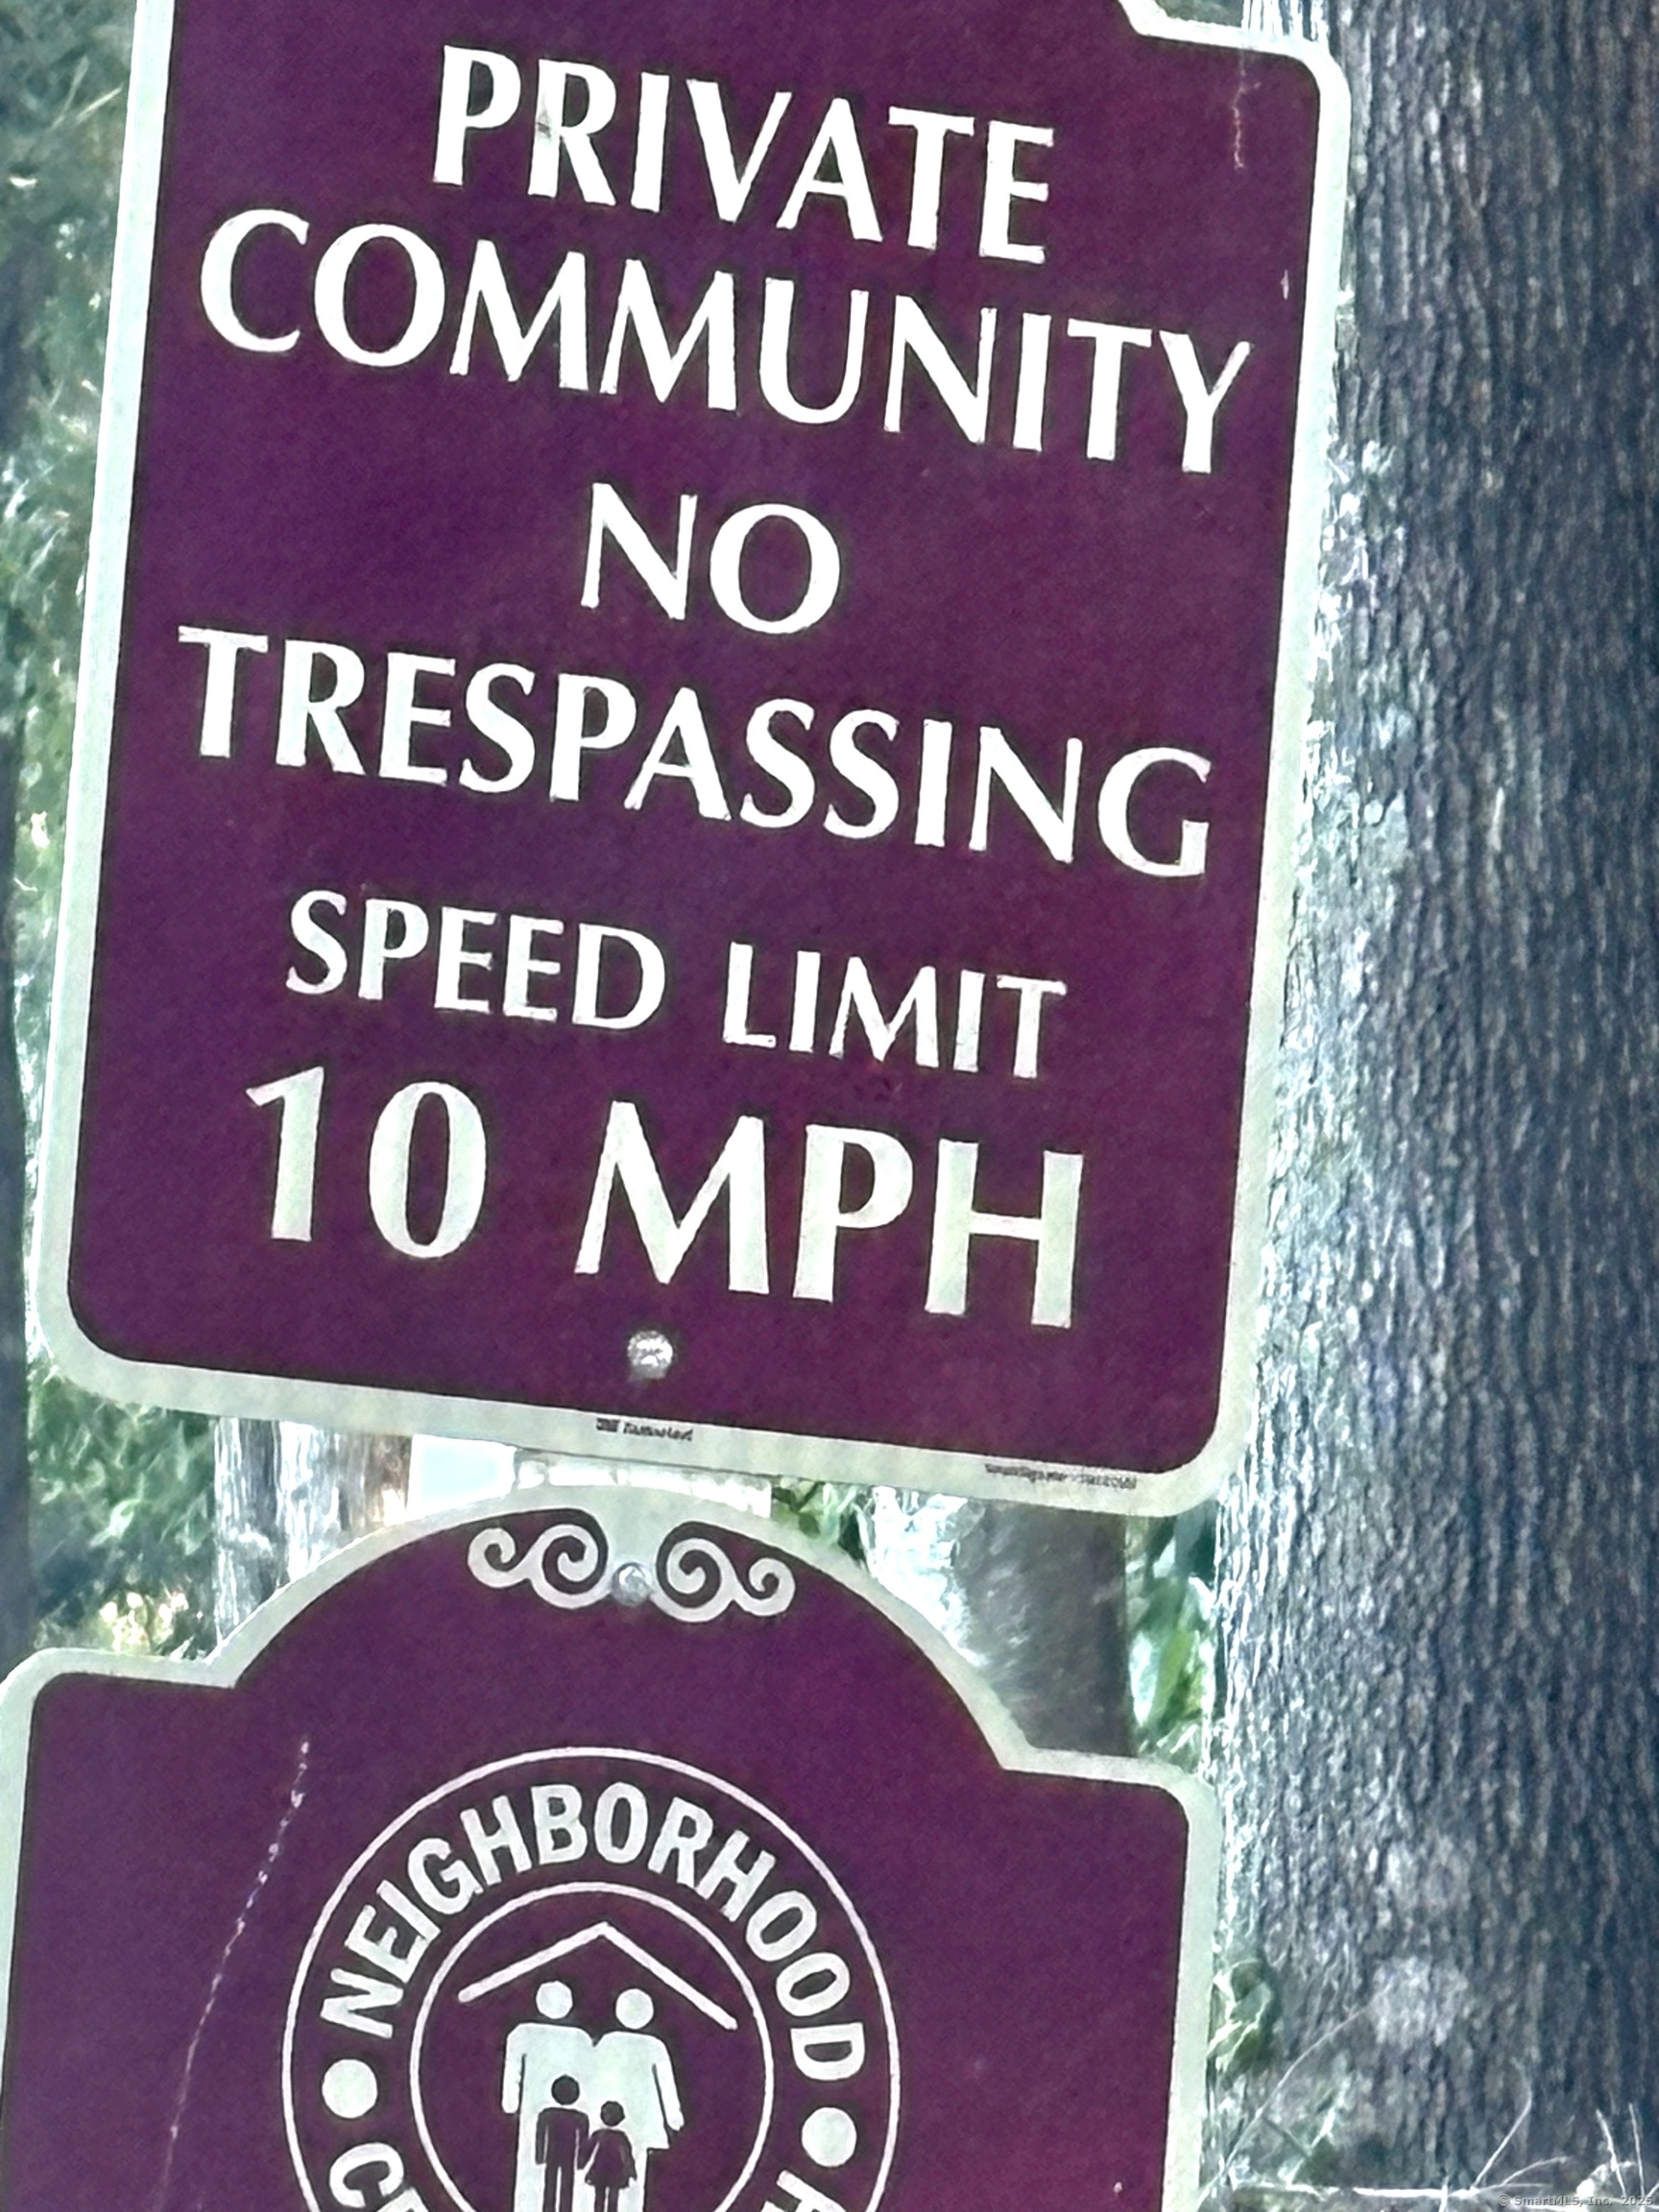 PRIVATE
COMMUNITY
NO
TRESPASSING
SPEED LIMIT
10 MPH
NEIGHBORHOOD
© SmartMLS, Inc. 2025